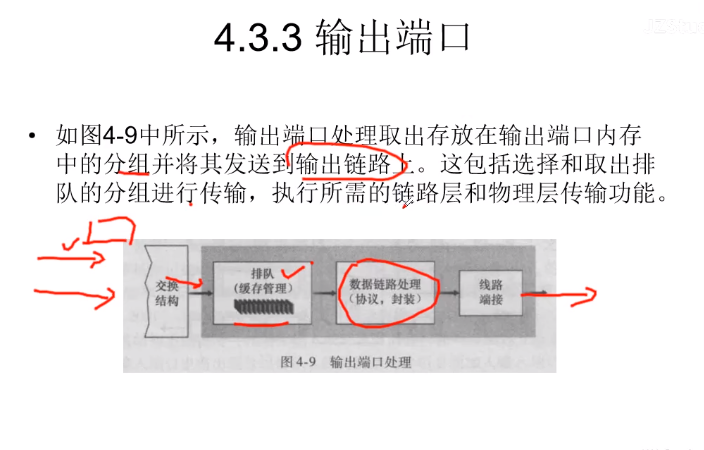 4.3.3 输出端口
• 如图4-9中所示，输出端口处理取出存放在输出端口内存
中的分组并将其发送到输出链路上。这包括选择和取出排
队的分组进行传输，执行所需的链路层和物理层传输功能。
交换
结构
排队
（缓存管理）
数据链路处理
（协议，封装）
线路
端接
图4-9 输出端口处理